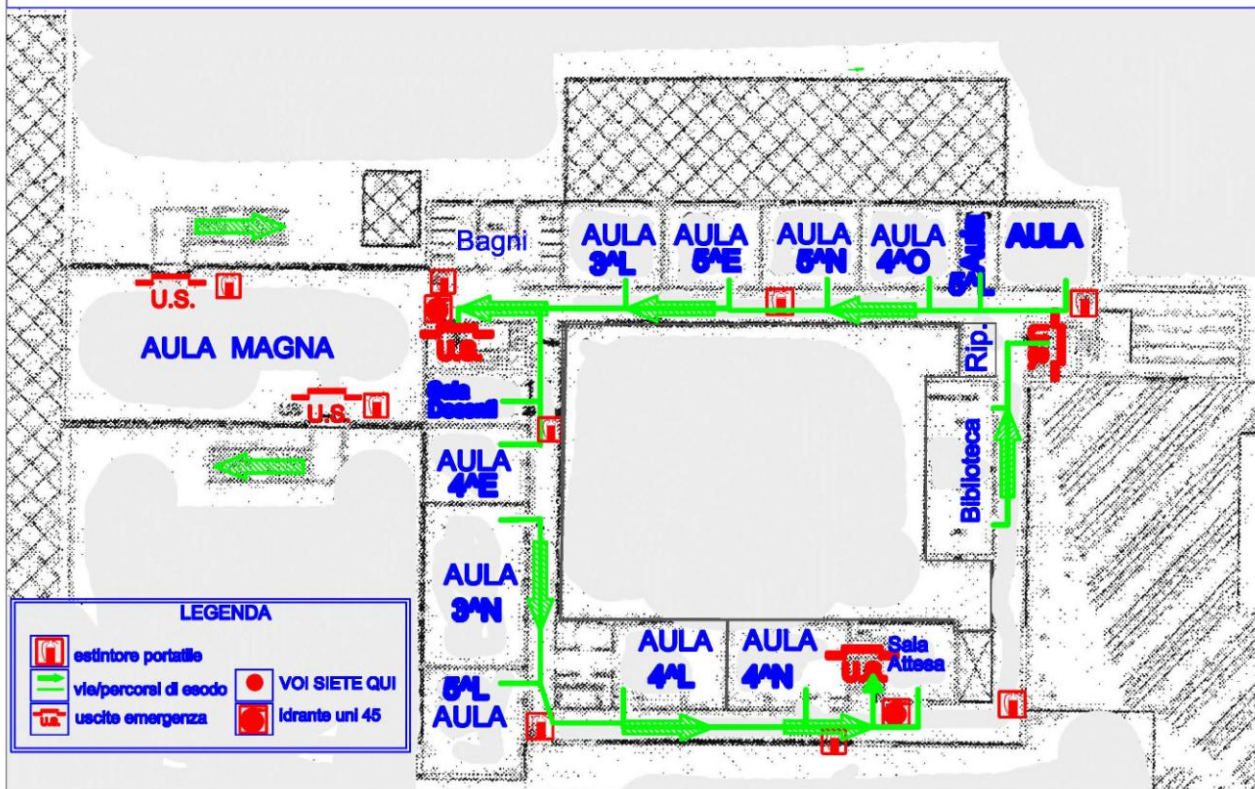 Bagni
AULA
3^L
AULA
5^E
AULA
5^N
AULA
4^O
Aula
5^L
AULA
U.S.
AULA MAGNA
U.S.
U.S.
U.S.
Rip.
Sala
Docenti
AULA
4^E
Biblioteca
AULA
3^N
5^L
AULA
AULA
4^L
AULA
4^N
Sala
Attesa
U.S.
LEGENDA
estintore portatile
vie/percorsi di esodo
uscite emergenza
U.S.
VOI SIETE QUI
Idrante uni 45